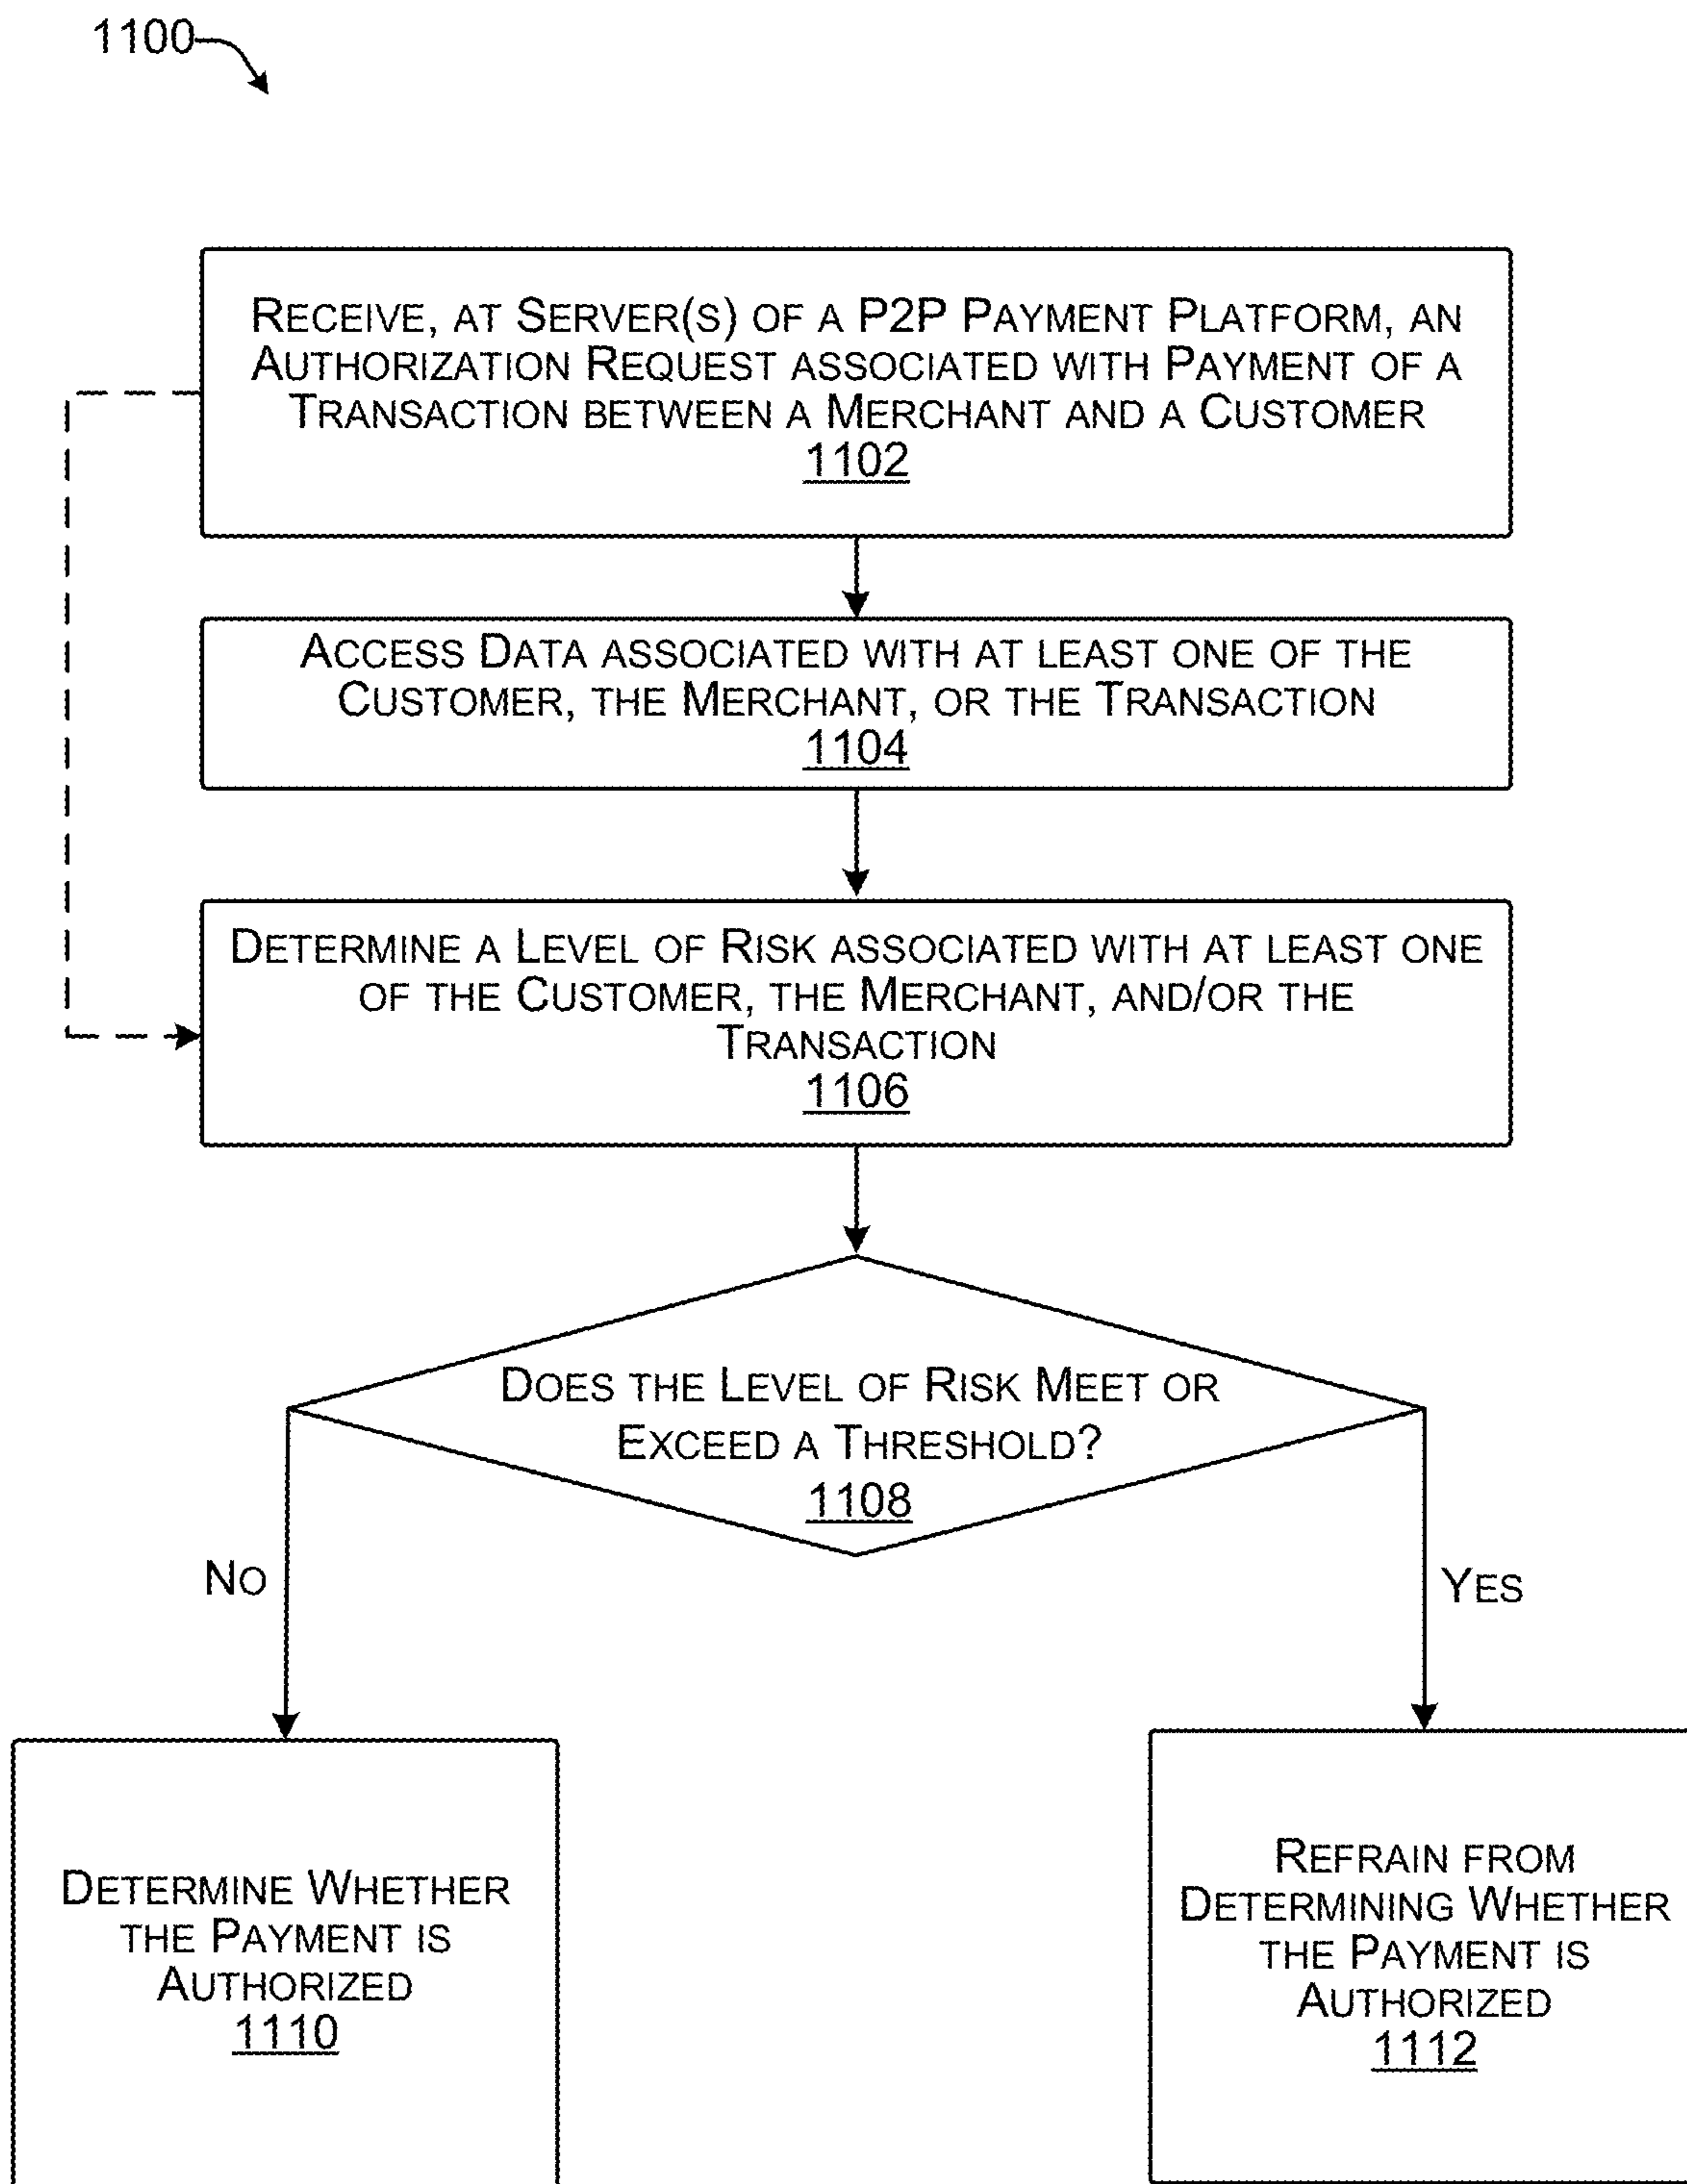 1100
RECEIVE, AT SERVER(S) OF A P2P PAYMENT PLATFORM, AN
AUTHORIZATION REQUEST ASSOCIATED WITH PAYMENT OF A
TRANSACTION BETWEEN A MERCHANT AND A CUSTOMER
1102
ACCESS DATA ASSOCIATED WITH AT LEAST ONE OF THE
CUSTOMER, THE MERCHANT, OR THE TRANSACTION
1104
DETERMINE A LEVEL OF RISK ASSOCIATED WITH AT LEAST ONE
OF THE CUSTOMER, THE MERCHANT, AND/OR THE
TRANSACTION
1106
DOES THE LEVEL OF RISK MEET OR
EXCEED A THRESHOLD?
1108
NO
YES
DETERMINE WHETHER
THE PAYMENT IS
AUTHORIZED
1110
REFRAIN FROM
DETERMINING WHETHER
THE PAYMENT IS
AUTHORIZED
1112